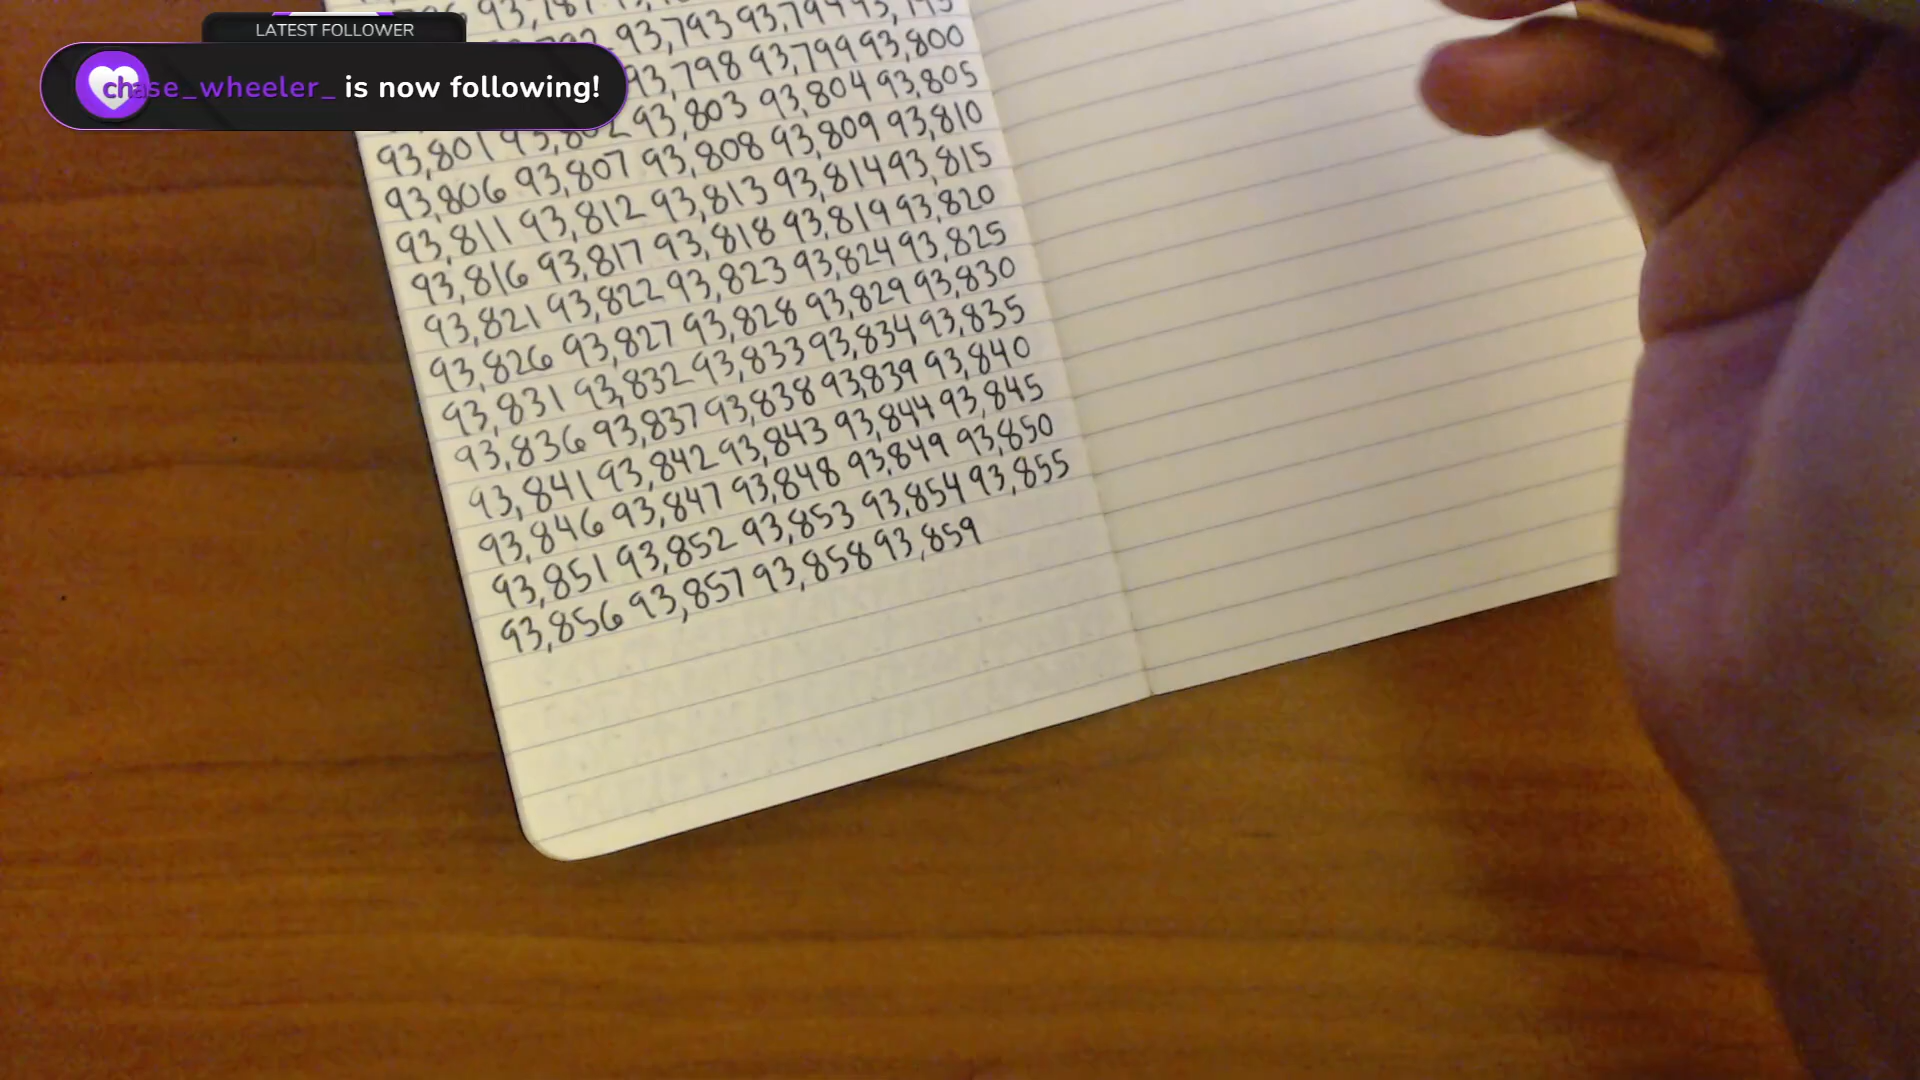 LATEST FOLLOWER
chase_wheeler_ is now following!
93,787
93,793 93,794
93,798 93,799 93,800
93,801 93,802 93,803 93,804 93,805
93,806 93,807 93,808 93,809 93,810
93,811 93,812 93,813 93,814 93,815
93,816 93,817 93,818 93,819 93,820
93,821 93,822 93,823 93,824 93,825
93,826 93,827 93,828 93,829 93,830
93,831 93,832 93,833 93,834 93,835
93,836 93,837 93,838 93,839 93,840
93,841 93,842 93,843 93,844 93,845
93,846 93,847 93,848 93,849 93,850
93,851 93,852 93,853 93,854 93,855
93,856 93,857 93,858 93,859